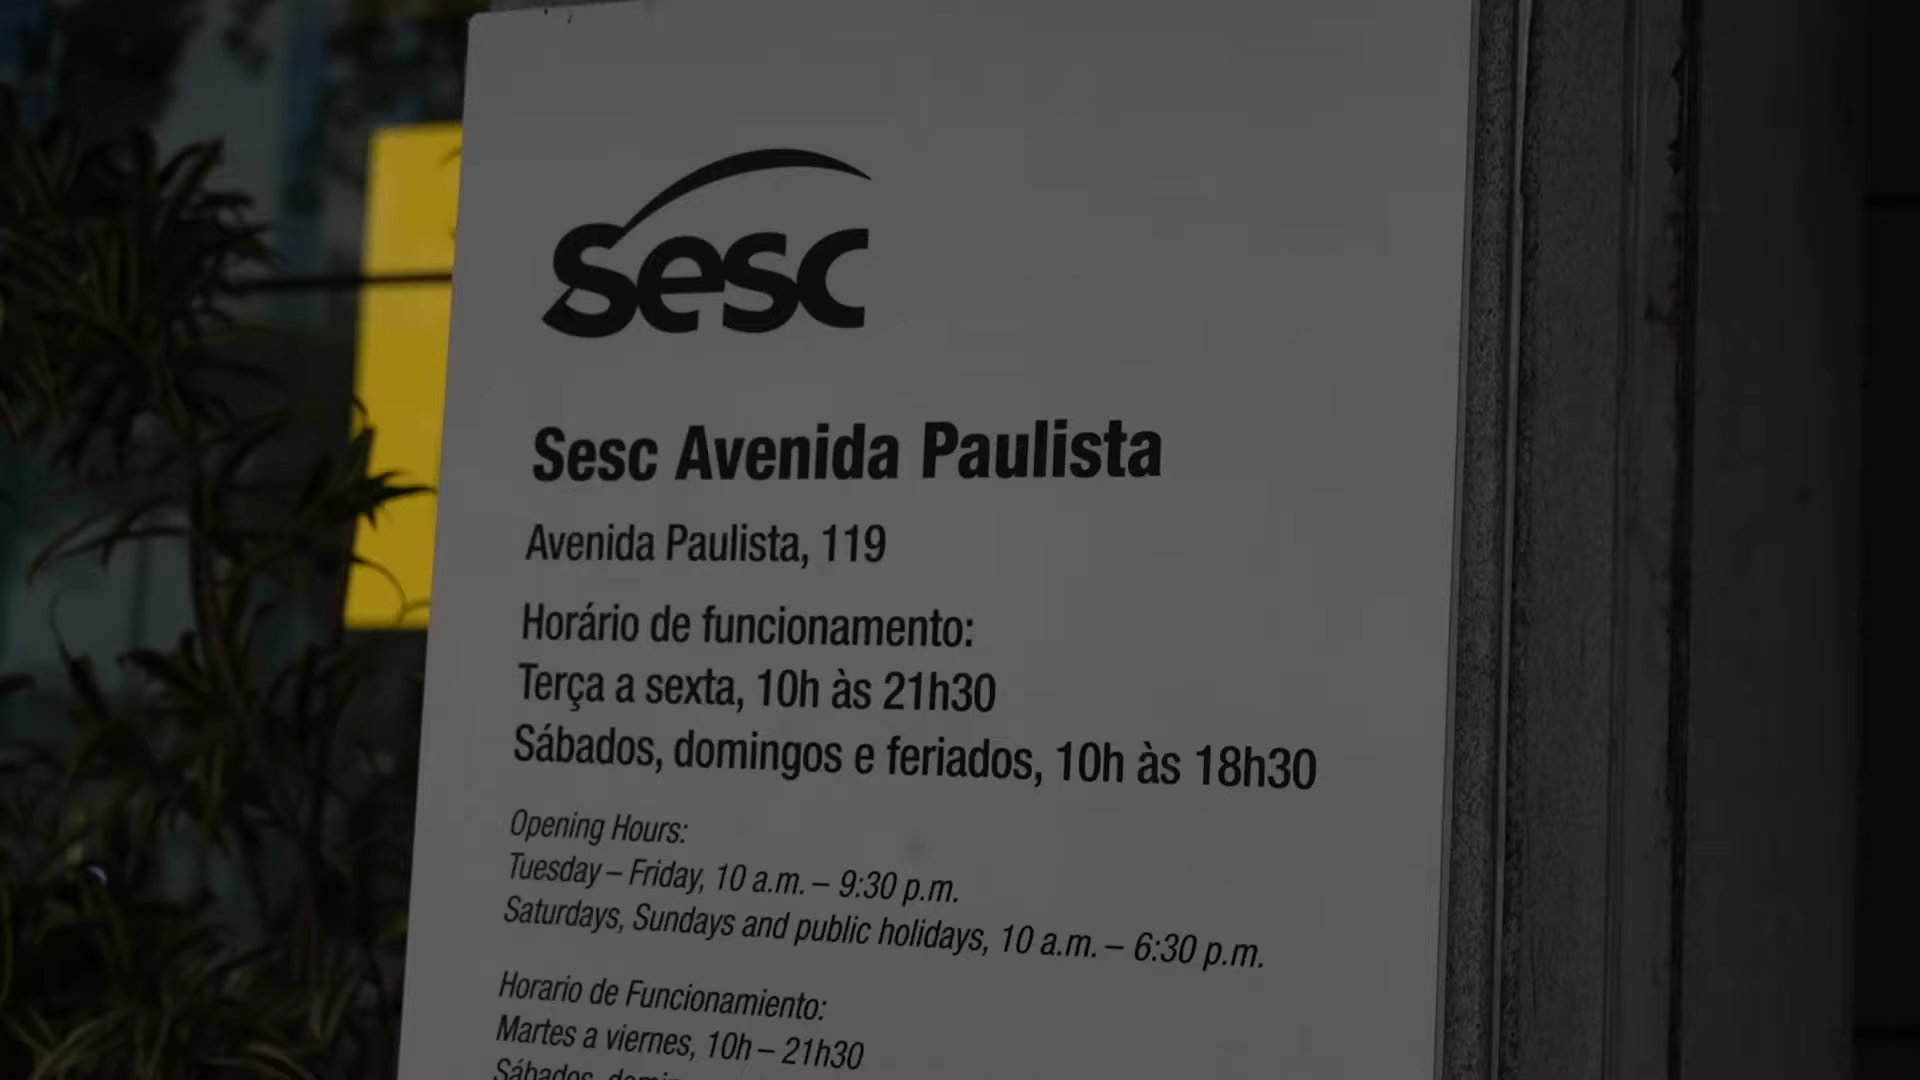 sesc
Sesc Avenida Paulista
Avenida Paulista, 119
Horário de funcionamento:
Terça a sexta, 10h às 21h30
Sábados, domingos e feriados, 10h às 18h30
Opening Hours:
Tuesday – Friday, 10 a.m. – 9:30 p.m.
Saturdays, Sundays and public holidays, 10 a.m. – 6:30 p.m.
Horario de Funcionamiento:
Martes a viernes, 10h – 21h30
Sábados,